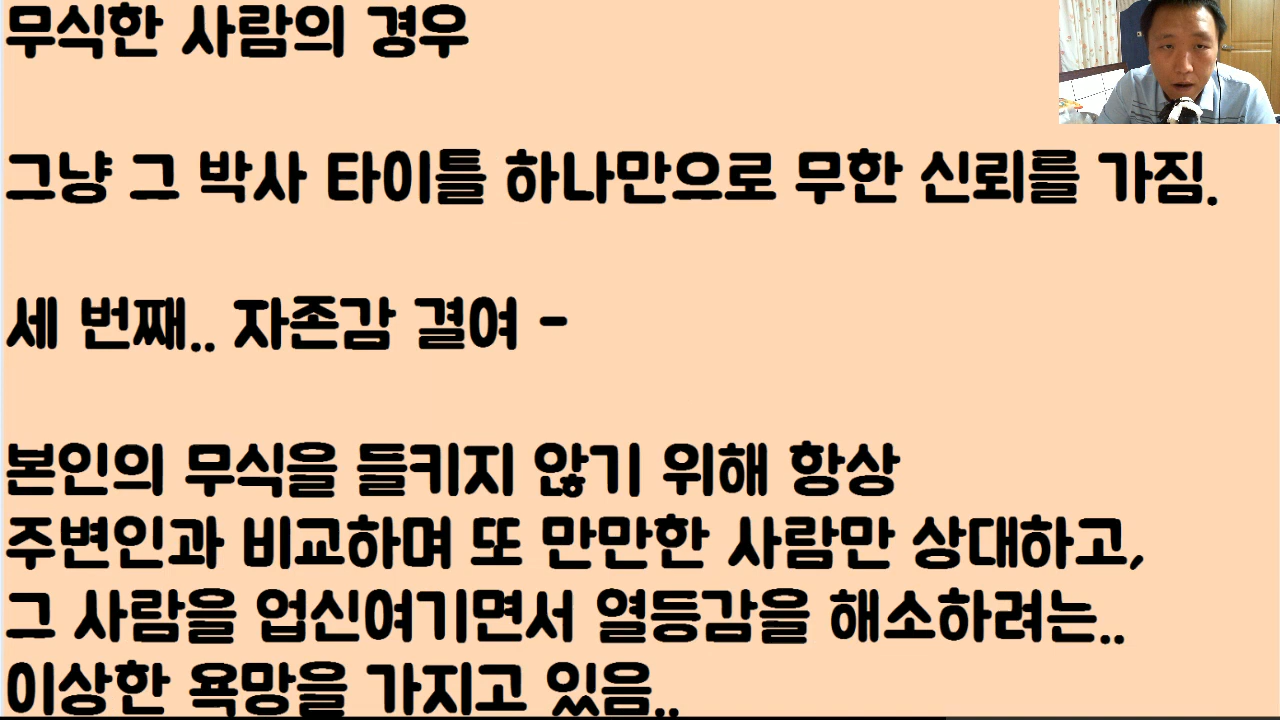 무식한 사람의 경우
그냥 그 박사 타이틀 하나만으로 무한 신뢰를 가짐.
세 번째.. 자존감 결여 -
본인의 무식을 들키지 않기 위해 항상
주변인과 비교하며 또 만만한 사람만 상대하고,
그 사람을 업신여기면서 열등감을 해소하려는..
이상한 욕망을 가지고 있음..